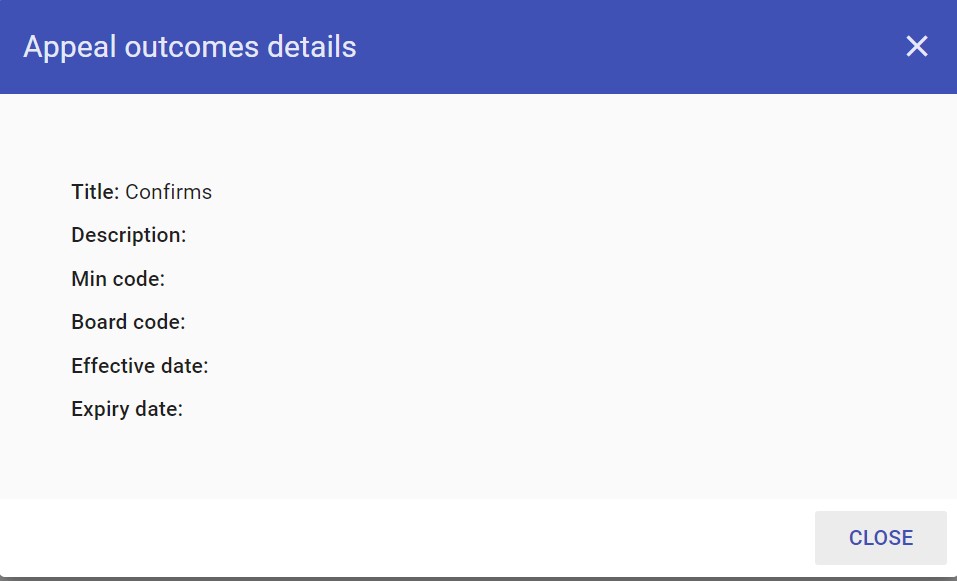 Appeal outcomes details
Title: Confirms
Description:
Min code:
Board code:
Effective date:
Expiry date:
CLOSE